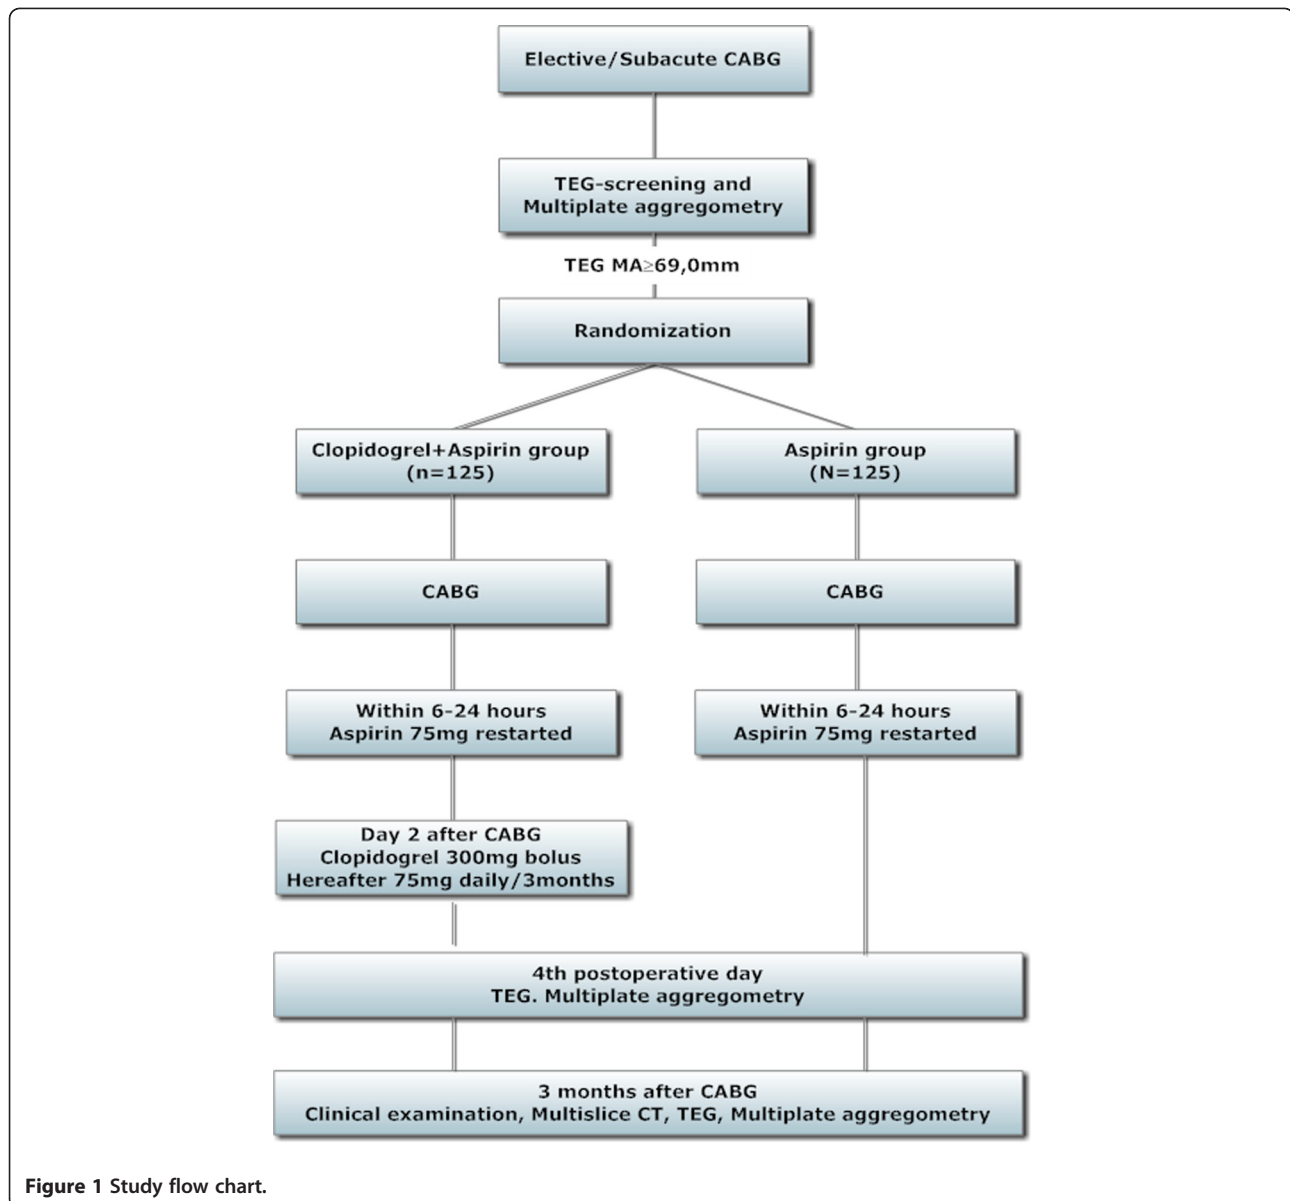 Elective/Subacute CABG
TEG-screening and
Multiplate aggregometry
TEG MA≥69,0mm
Randomization
Clopidogrel+Aspirin group
(n=125)
Aspirin group
(N=125)
CABG
CABG
Within 6-24 hours
Aspirin 75mg restarted
Within 6-24 hours
Aspirin 75mg restarted
Day 2 after CABG
Clopidogrel 300mg bolus
Hereafter 75mg daily/3months
4th postoperative day
TEG. Multiplate aggregometry
3 months after CABG
Clinical examination, Multislice CT, TEG, Multiplate aggregometry
Figure 1 Study flow chart.